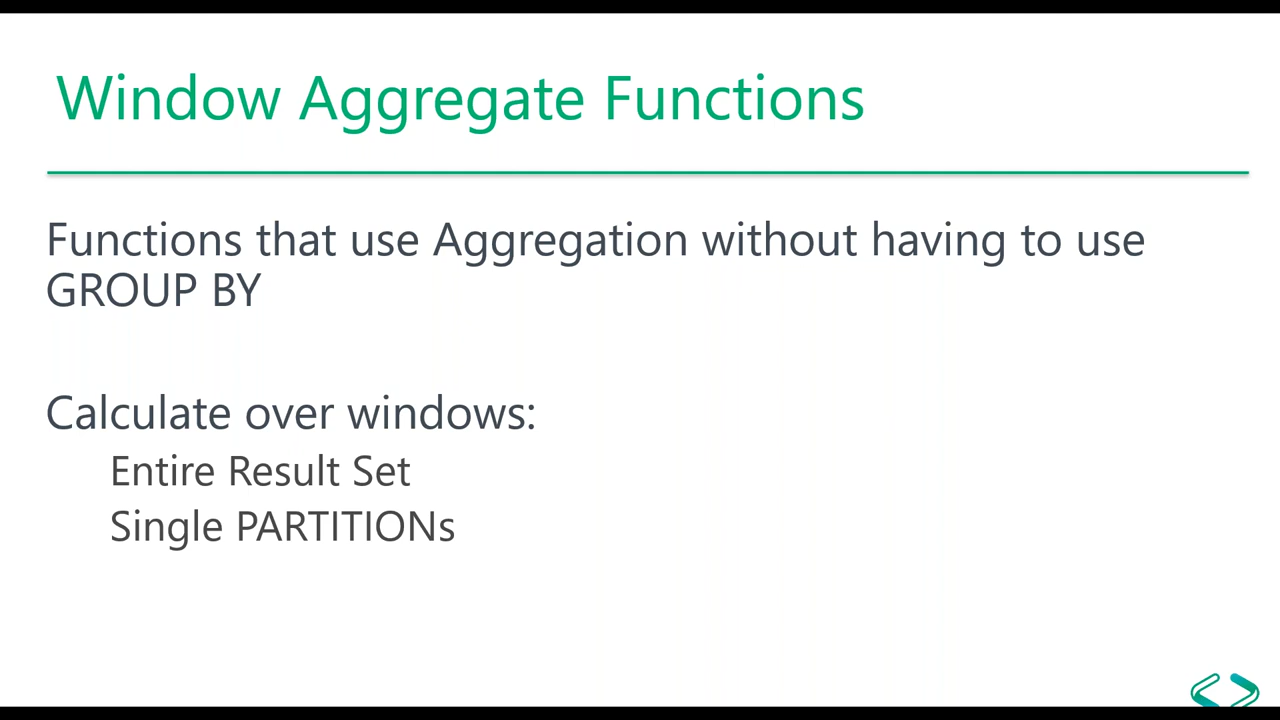 Window Aggregate Functions
Functions that use Aggregation without having to use
GROUP BY
Calculate over windows:
Entire Result Set
Single PARTITIONs